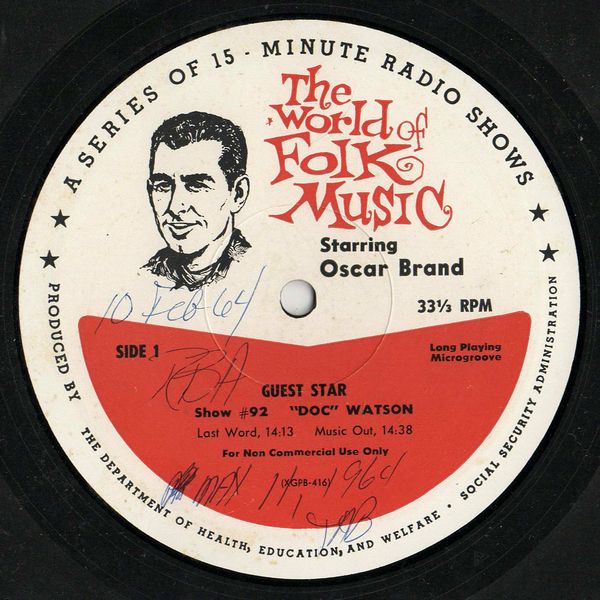 A SERIES OF 15 - MINUTE RADIO SHOWS
The
World of
Folk
Music
Starring
Oscar Brand
10 Feb 64
33⅓ RPM
SIDE 1
Long Playing
Microgroove
GUEST STAR
Show #92 "DOC" WATSON
Last Word, 14:13 Music Out, 14:38
For Non Commercial Use Only
(XGPB-416)
MAY 14, 1964
PRODUCED BY THE DEPARTMENT OF HEALTH, EDUCATION, AND WELFARE • SOCIAL SECURITY ADMINISTRATION